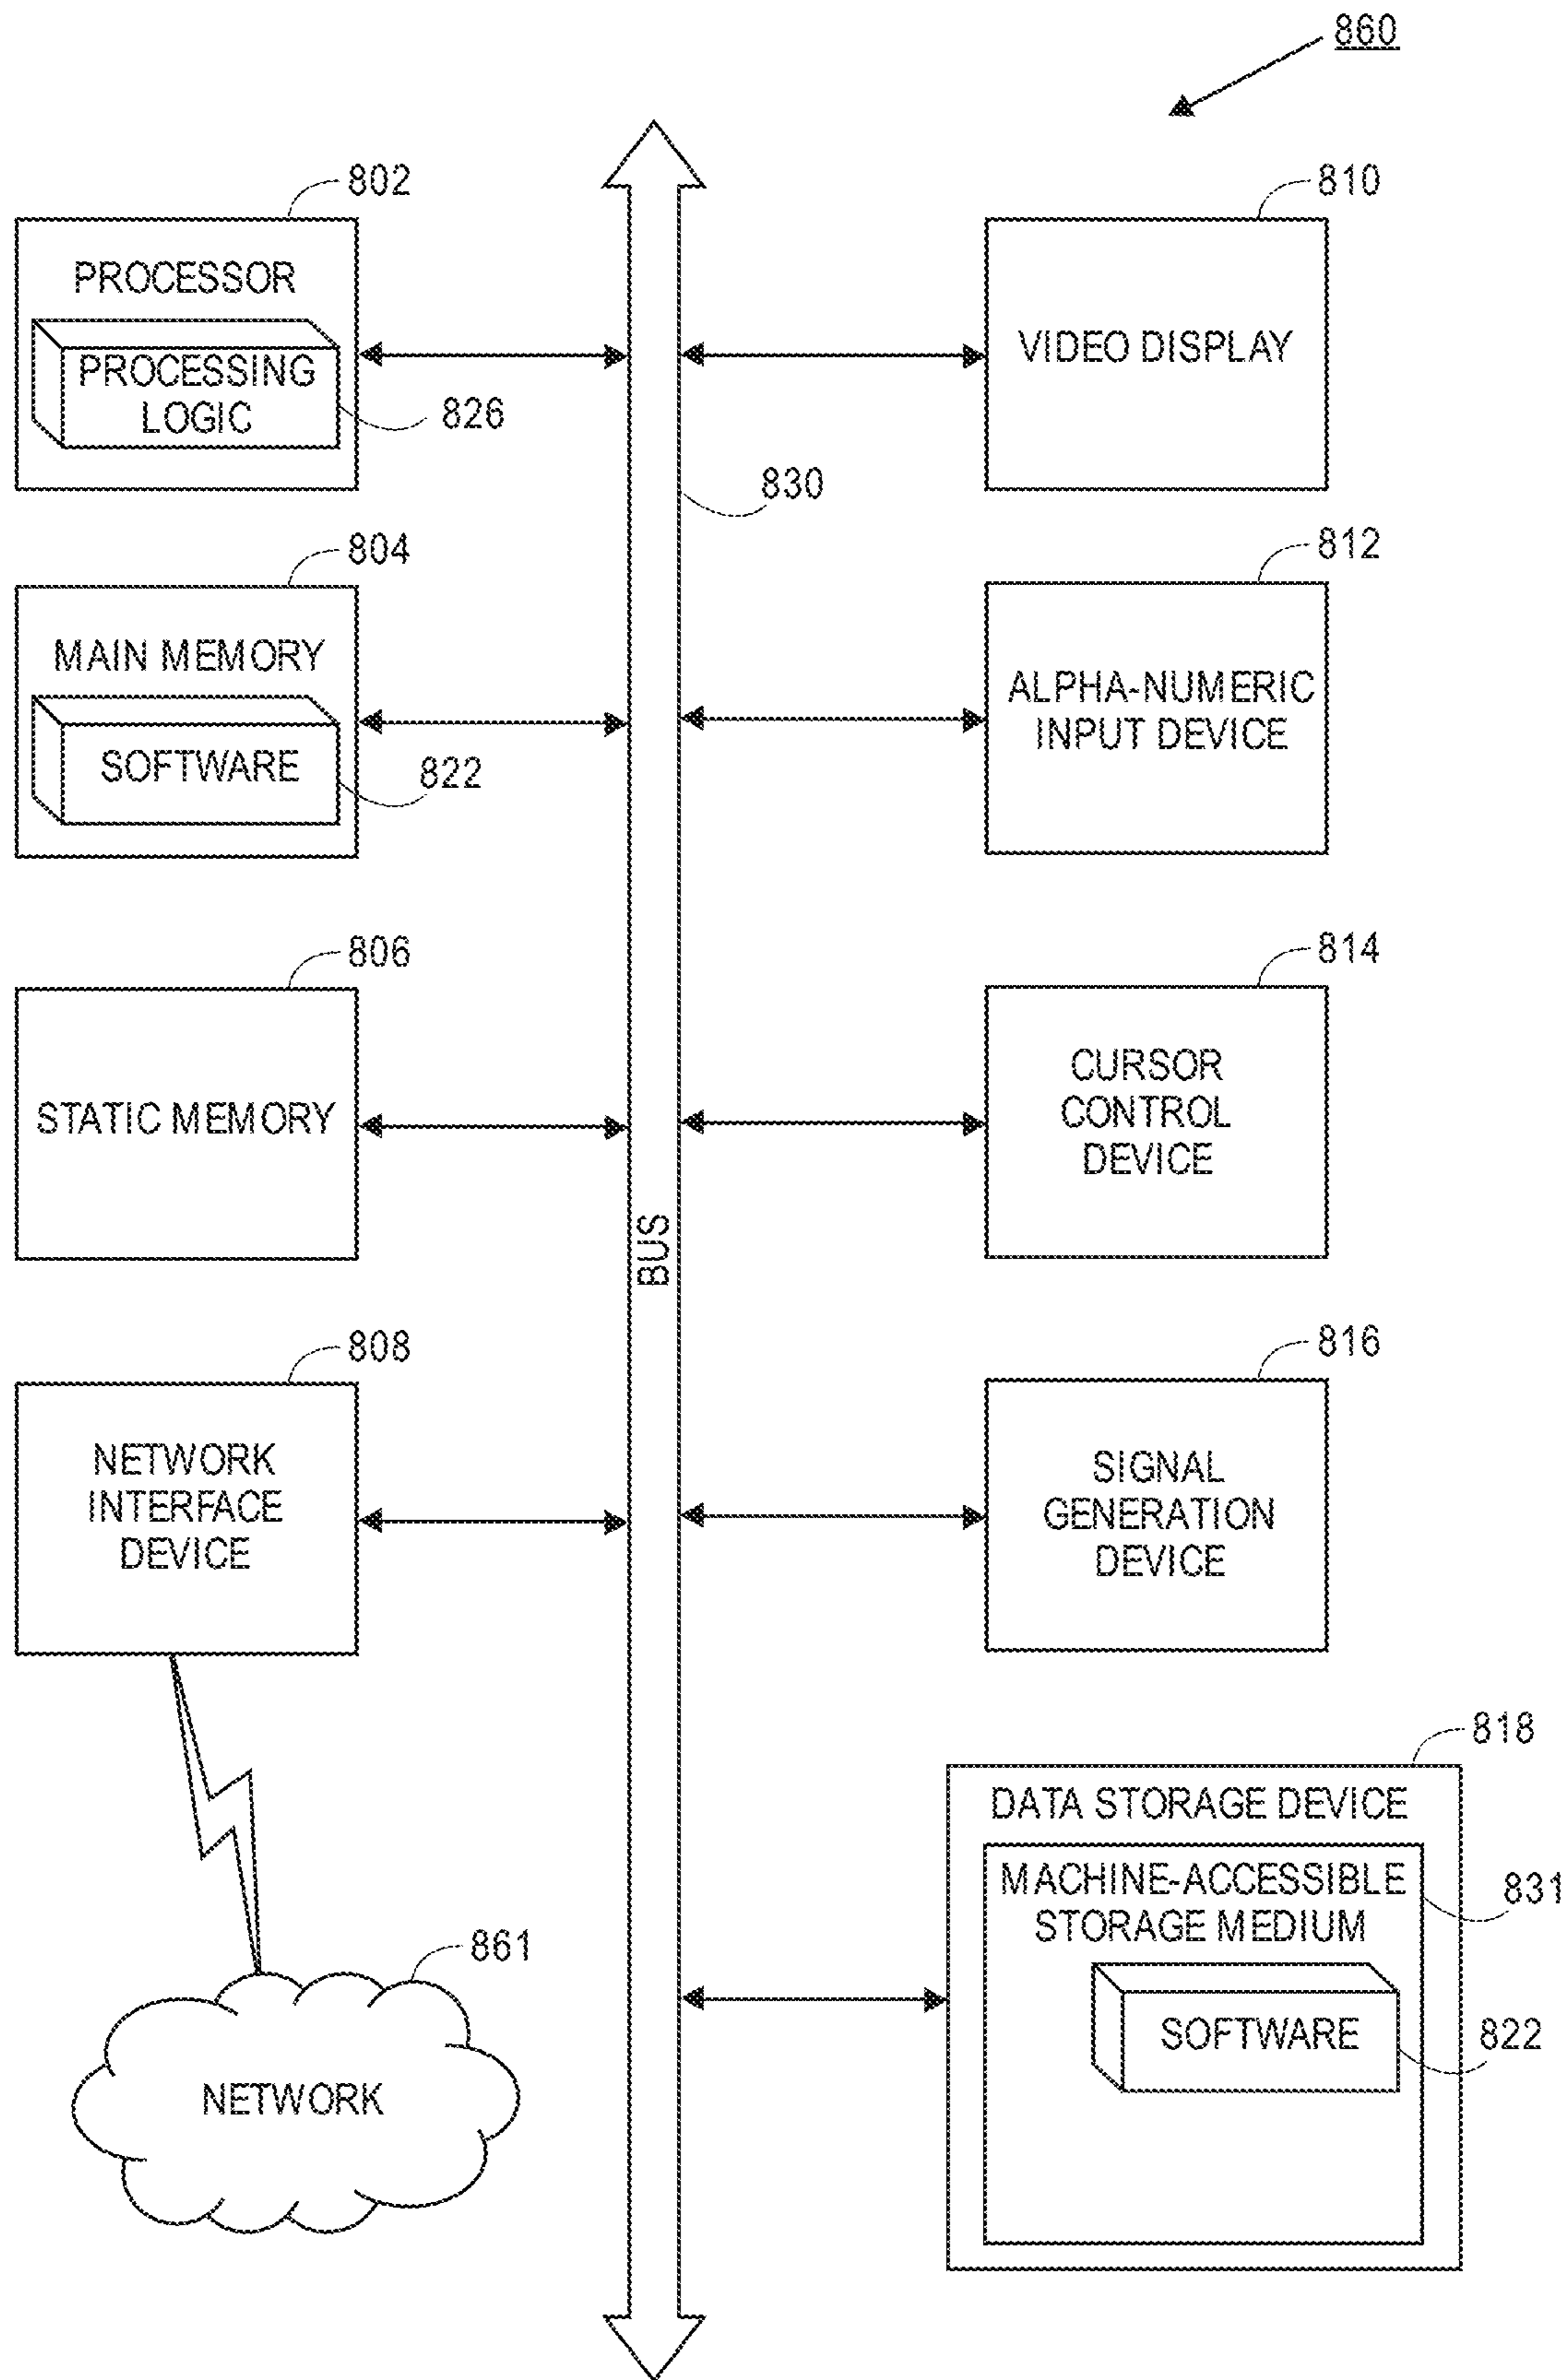 860
802
PROCESSOR
PROCESSING
LOGIC
826
804
MAIN MEMORY
SOFTWARE
822
806
STATIC MEMORY
808
NETWORK
INTERFACE
DEVICE
861
NETWORK
BUS
830
810
VIDEO DISPLAY
812
ALPHA-NUMERIC
INPUT DEVICE
814
CURSOR
CONTROL
DEVICE
816
SIGNAL
GENERATION
DEVICE
818
DATA STORAGE DEVICE
MACHINE-ACCESSIBLE
STORAGE MEDIUM
831
SOFTWARE
822